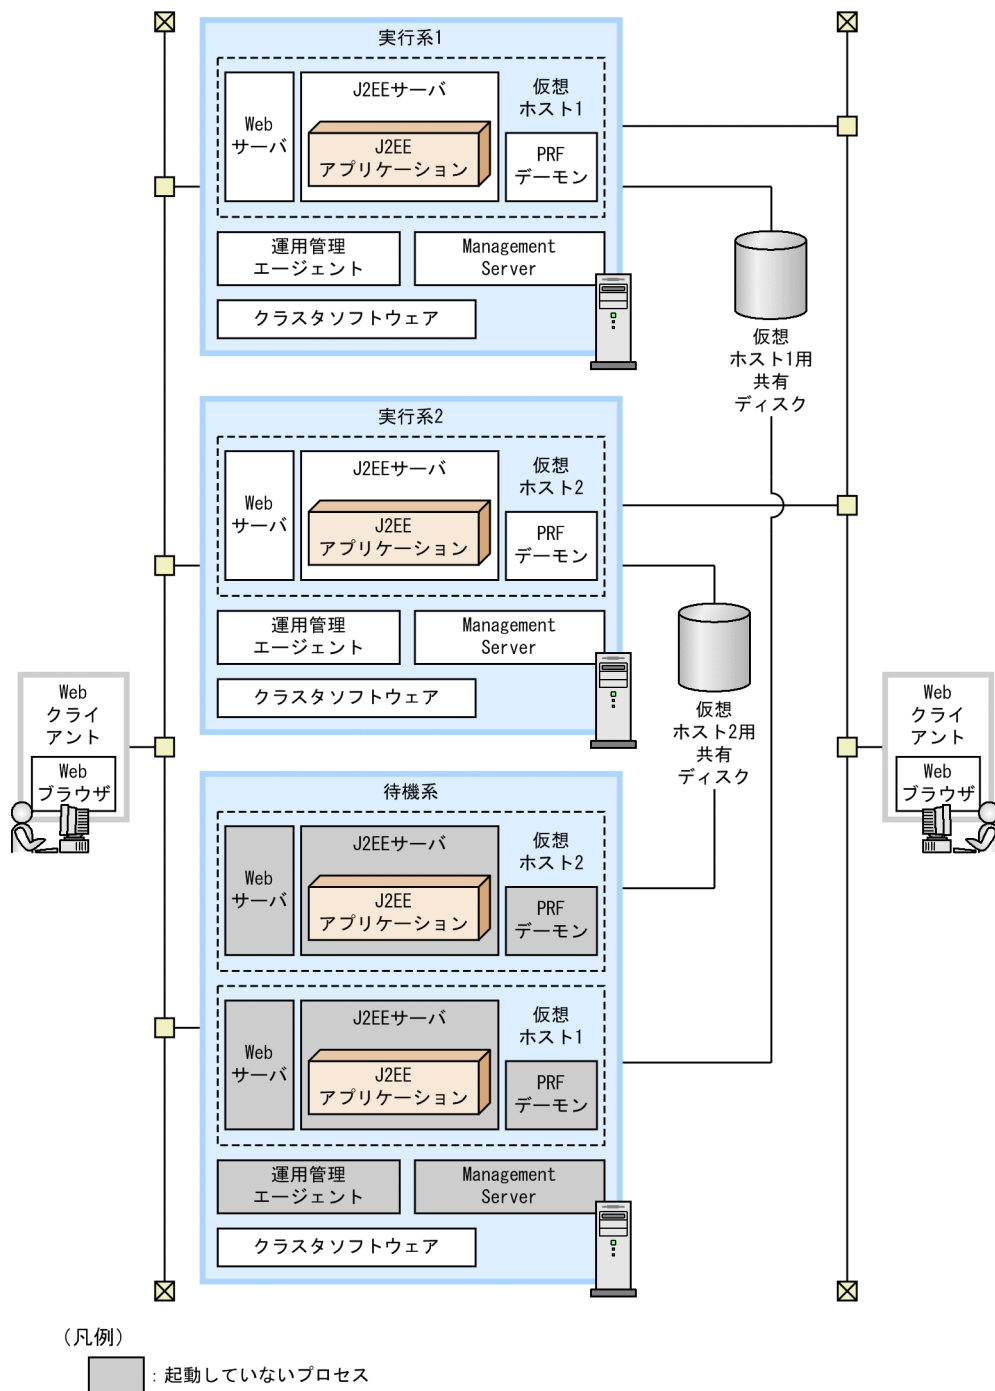 実行系1
Web
サーバ
J2EEサーバ
J2EE
アプリケーション
仮想
ホスト1
PRF
デーモン
運用管理
エージェント
Management
Server
クラスタソフトウェア
仮想
ホスト1用
共有
ディスク
実行系2
Web
サーバ
J2EEサーバ
J2EE
アプリケーション
仮想
ホスト2
PRF
デーモン
運用管理
エージェント
Management
Server
クラスタソフトウェア
仮想
ホスト2用
共有
ディスク
Web
クライ
アント
Web
ブラウザ
Web
クライ
アント
Web
ブラウザ
待機系
Web
サーバ
J2EEサーバ
J2EE
アプリケーション
仮想
ホスト2
PRF
デーモン
Web
サーバ
J2EEサーバ
J2EE
アプリケーション
仮想
ホスト1
PRF
デーモン
運用管理
エージェント
Management
Server
クラスタソフトウェア
(凡例)
：起動していないプロセス